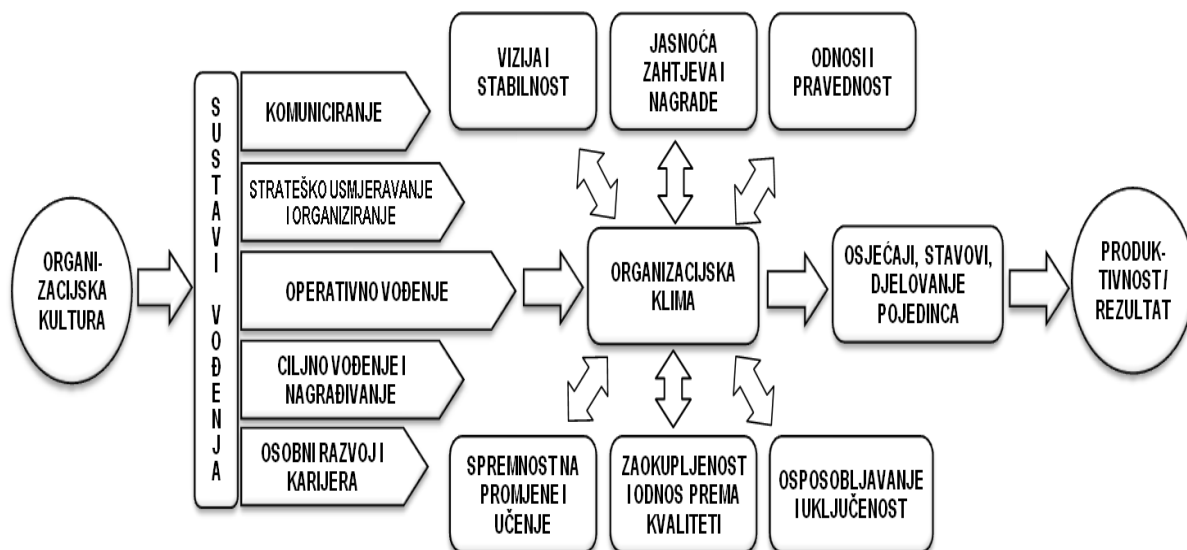 ORGANI-
ZACIJSKA
KULTURA
SUSTAVI VOĐENJA
KOMUNICIRANJE
STRATEŠKO USMJERAVANJE
I ORGANIZIRANJE
OPERATIVNO VOĐENJE
CILJNO VOĐENJE I
NAGRAĐIVANJE
OSOBNI RAZVOJ I
KARIJERA
VIZIJA I
STABILNOST
JASNOĆA
ZAHTJEVA I
NAGRADE
ODNOSI I
PRAVEDNOST
ORGANIZACIJSKA
KLIMA
SPREMNOST NA
PROMJENE I
UČENJE
ZAOKUPLJENOST
I ODNOS PREMA
KVALITETI
OSPOSOBLJAVANJE
I UKLJUČENOST
OSJEĆAJI, STAVOVI,
DJELOVANJE
POJEDINCA
PRODUK-
TIVNOST/
REZULTAT